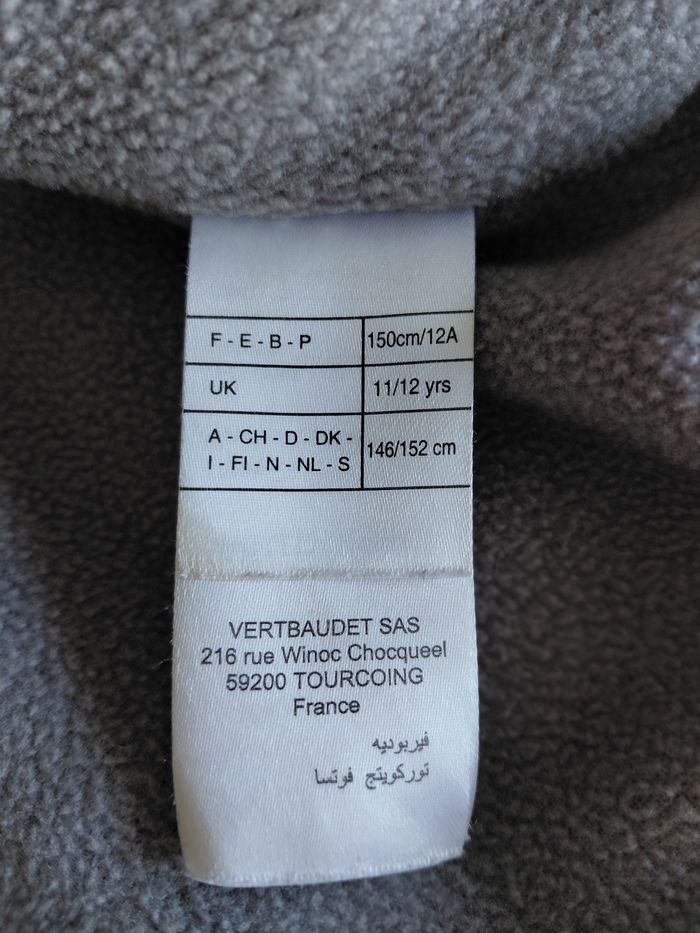 F - E - B - P 150cm/12A
UK 11/12 yrs
A - CH - D - DK -
I - FI - N - NL - S 146/152 cm
VERTBAUDET SAS
216 rue Winoc Chocqueel
59200 TOURCOING
France
فيربوديه
توركوينج فوتسا